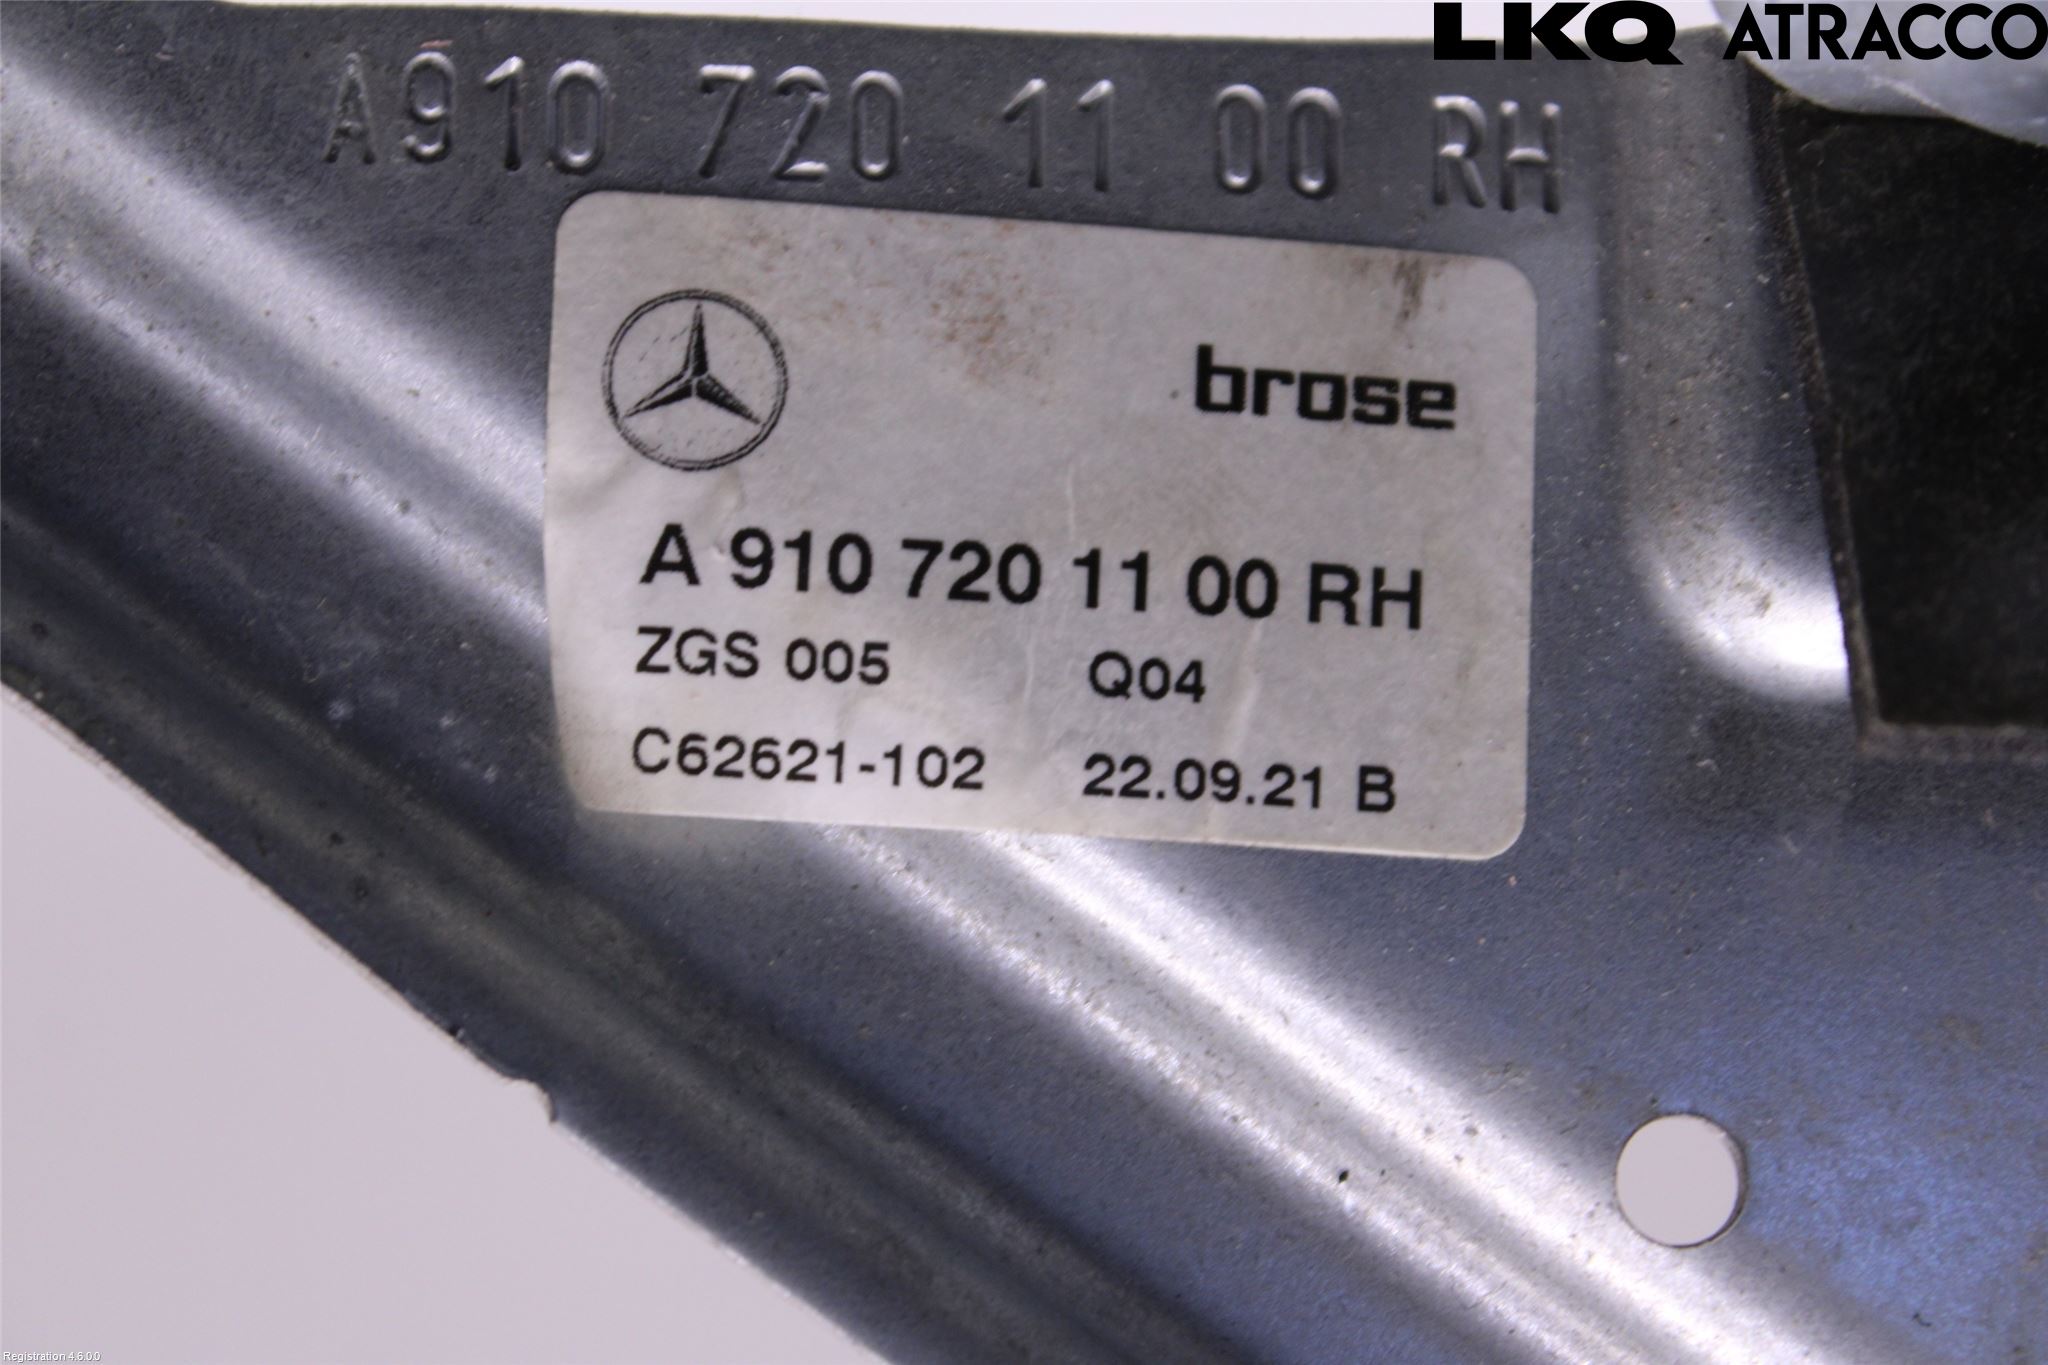 LKQ ATRACCO
A910 720 11 00 RH
brose
A 910 720 11 00 RH
ZGS 005 Q04
C62621-102 22.09.21 B
Registration 4.6.0.0